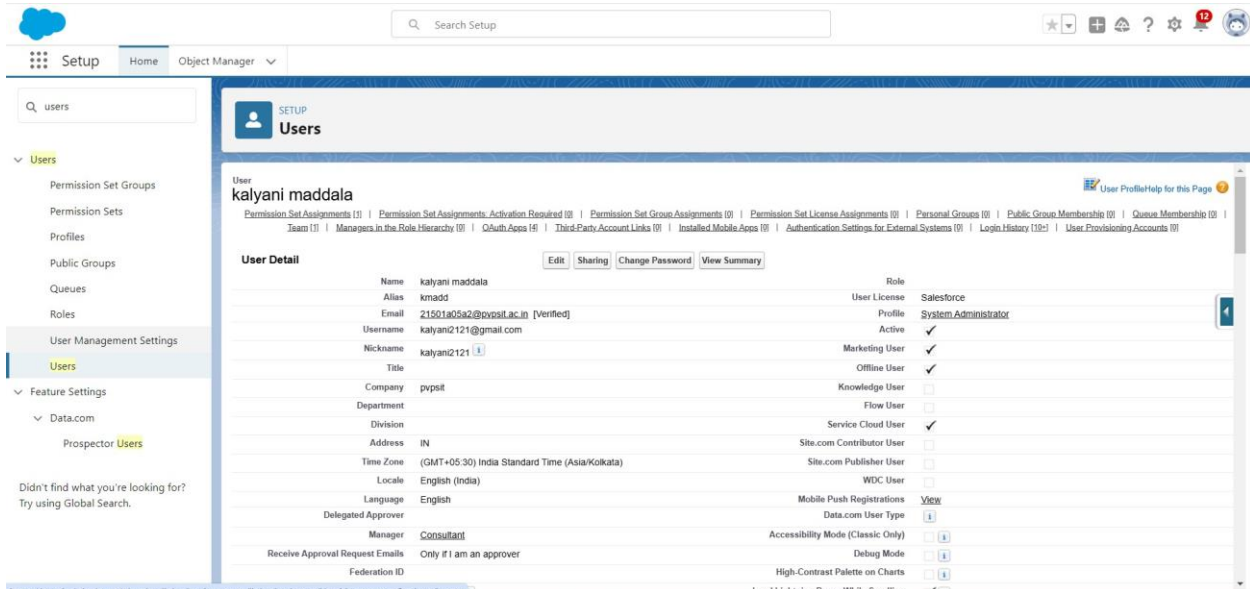 Search Setup
12
Setup Home Object Manager
users
SETUP
Users
Users
Permission Set Groups
Permission Sets
Profiles
Public Groups
Queues
Roles
User Management Settings
Users
Feature Settings
Data.com
Prospector Users
Didn't find what you're looking for?
Try using Global Search.
User
kalyani maddala
User Profile Help for this Page
Permission Set Assignments [1] | Permission Set Assignments: Activation Required [0] | Permission Set Group Assignments [0] | Permission Set License Assignments [0] | Personal Groups [0] | Public Group Membership [0] | Queue Membership [0] |
Team [1] | Managers in the Role Hierarchy [0] | OAuth Apps [4] | Third-Party Account Links [0] | Installed Mobile Apps [0] | Authentication Settings for External Systems [0] | Login History [10+] | User Provisioning Accounts [0]
User Detail Edit Sharing Change Password View Summary
Name kalyani maddala Role
Alias kmadd User License Salesforce
Email 21501a05a2@pvpsit.ac.in [Verified] Profile System Administrator
Username kalyani2121@gmail.com Active
Nickname kalyani2121 i Marketing User
Title Offline User
Company pvpsit Knowledge User
Department Flow User
Division Service Cloud User
Address IN Site.com Contributor User
Time Zone (GMT+05:30) India Standard Time (Asia/Kolkata) Site.com Publisher User
Locale English (India) WDC User
Language English Mobile Push Registrations View
Delegated Approver Data.com User Type i
Manager Consultant Accessibility Mode (Classic Only) i
Receive Approval Request Emails Only if I am an approver Debug Mode i
Federation ID High-Contrast Palette on Charts i